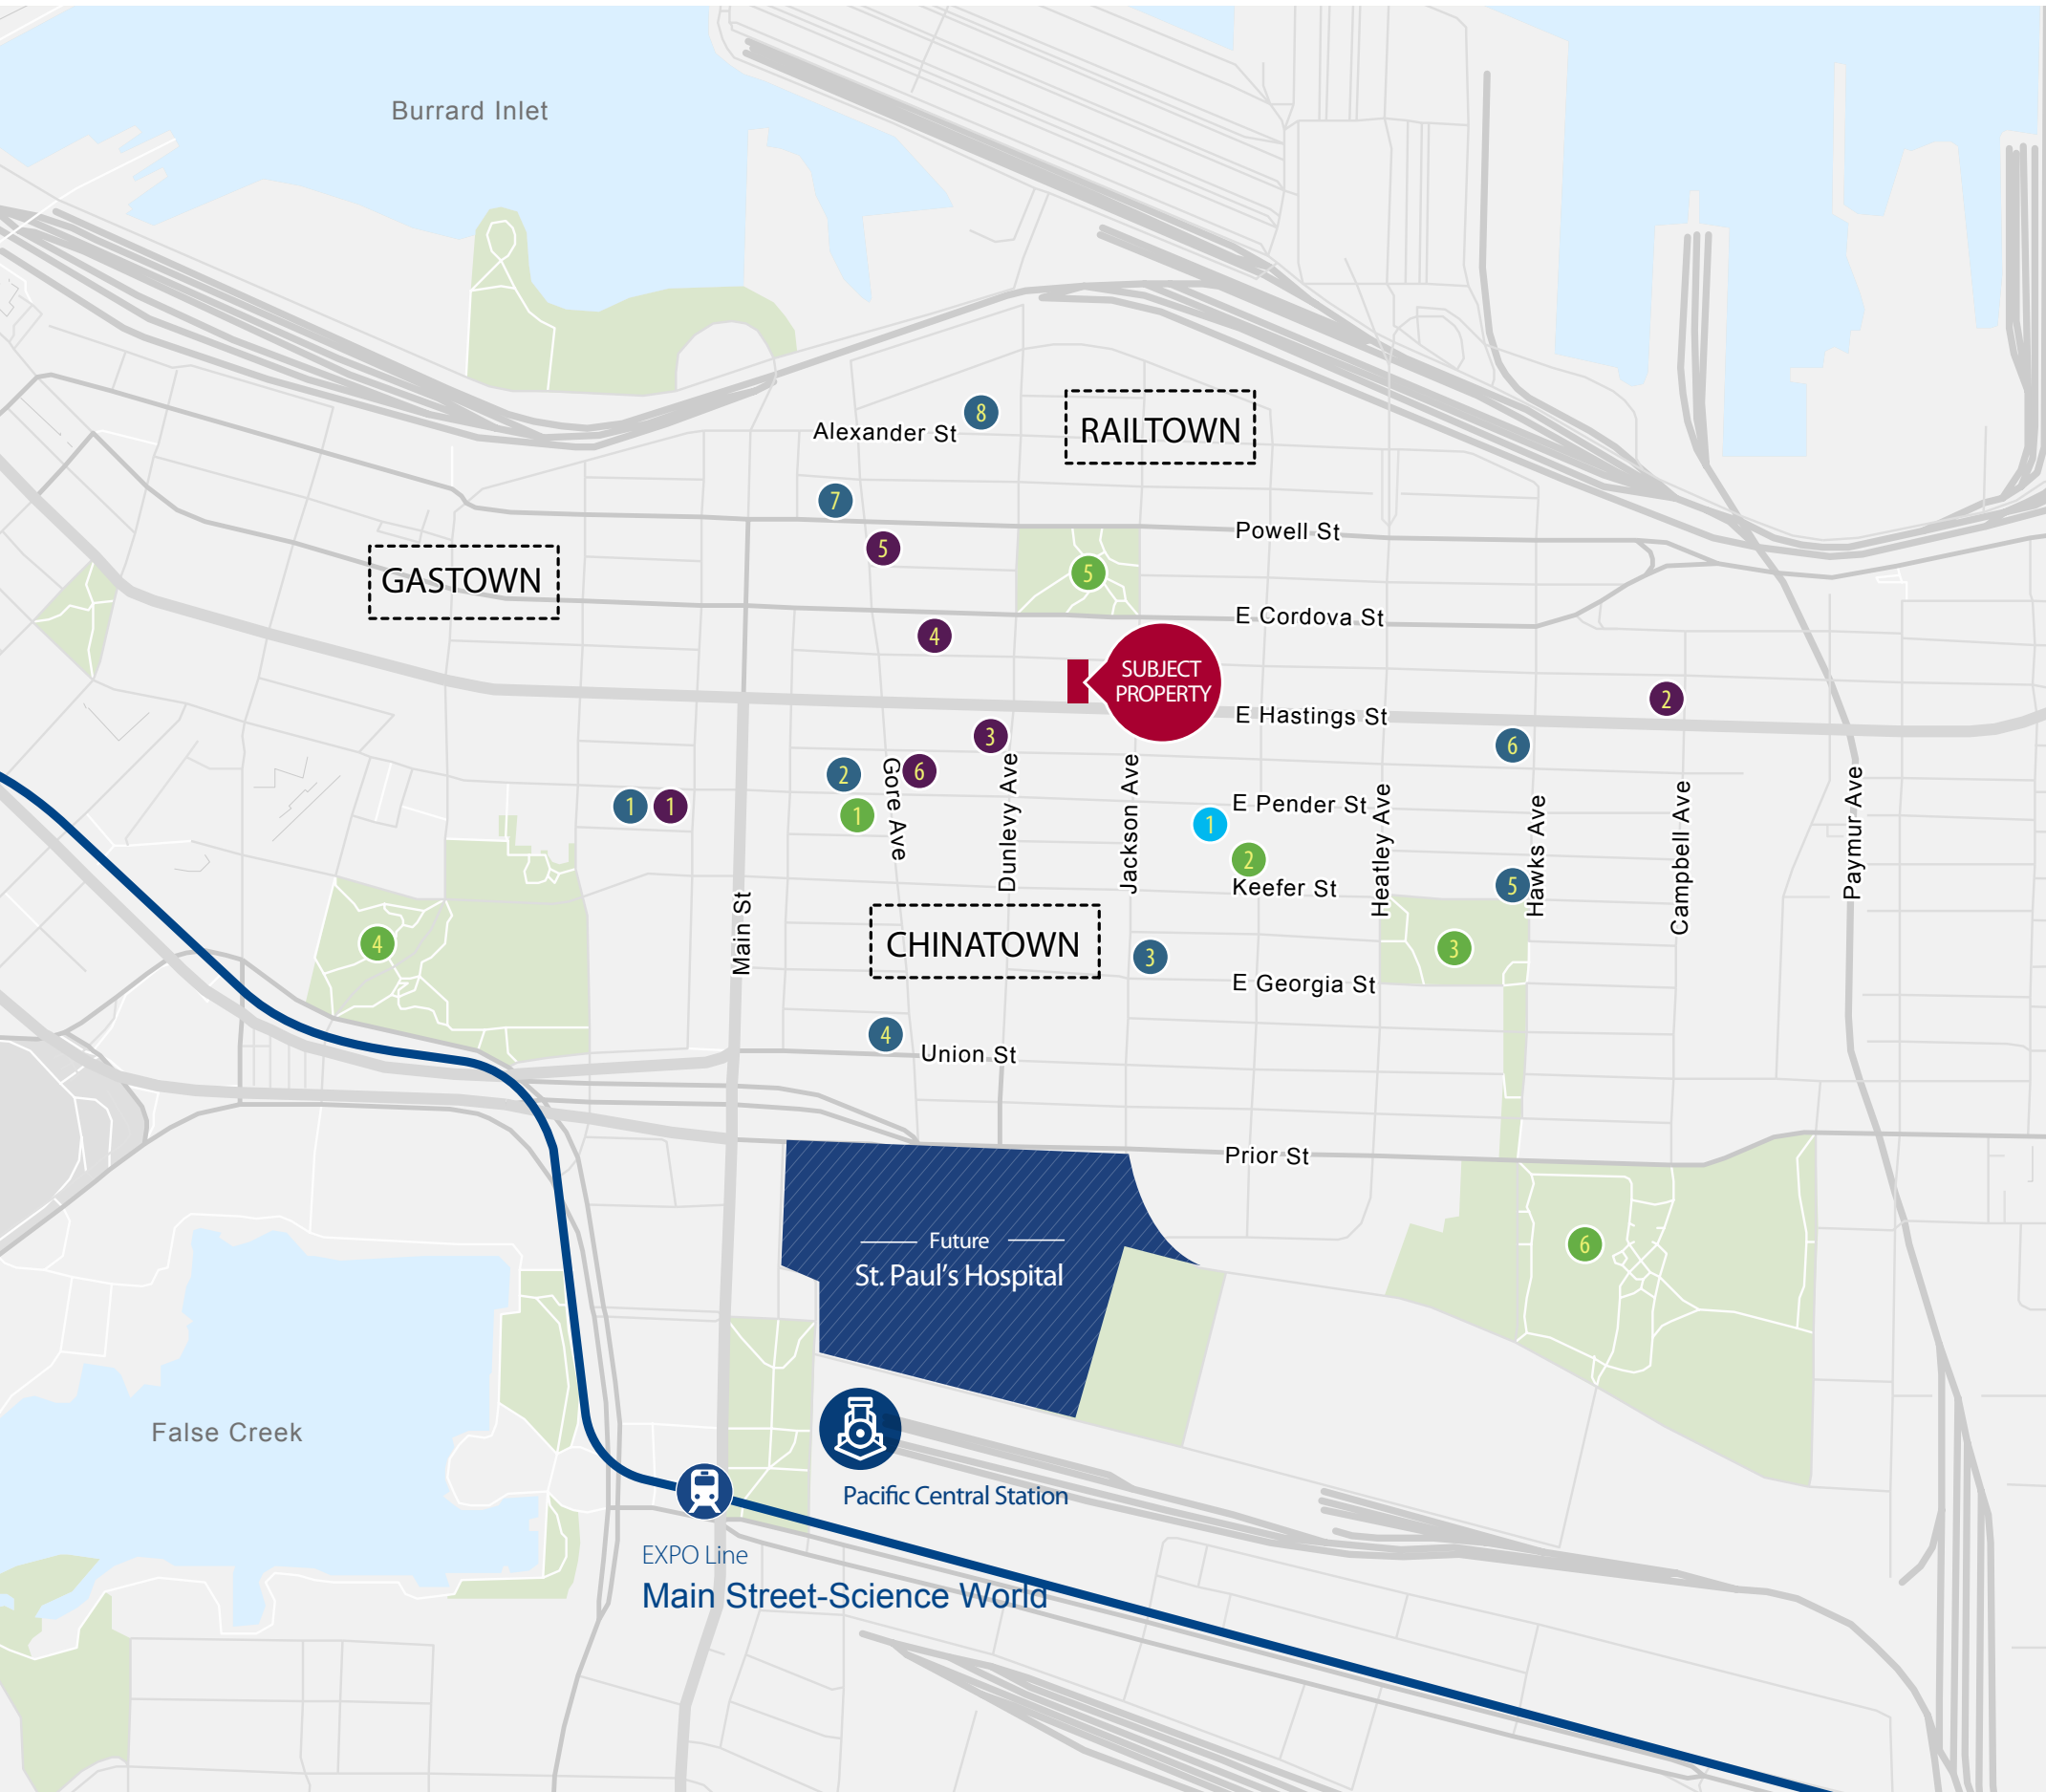 Burrard Inlet
8
Alexander St
RAILTOWN
7
Powell St
5
GASTOWN
5
E Cordova St
4
SUBJECT
PROPERTY
2
E Hastings St
3
6
2
Gore Ave
6
Dunlevy Ave
Jackson Ave
1
1
1
E Pender St
1
Heatley Ave
Hawks Ave
Campbell Ave
Paymur Ave
2
Keefer St
5
Main St
4
CHINATOWN
3
3
E Georgia St
4
Union St
Prior St
Future
St. Paul's Hospital
6
False Creek
Pacific Central Station
EXPO Line
Main Street-Science World